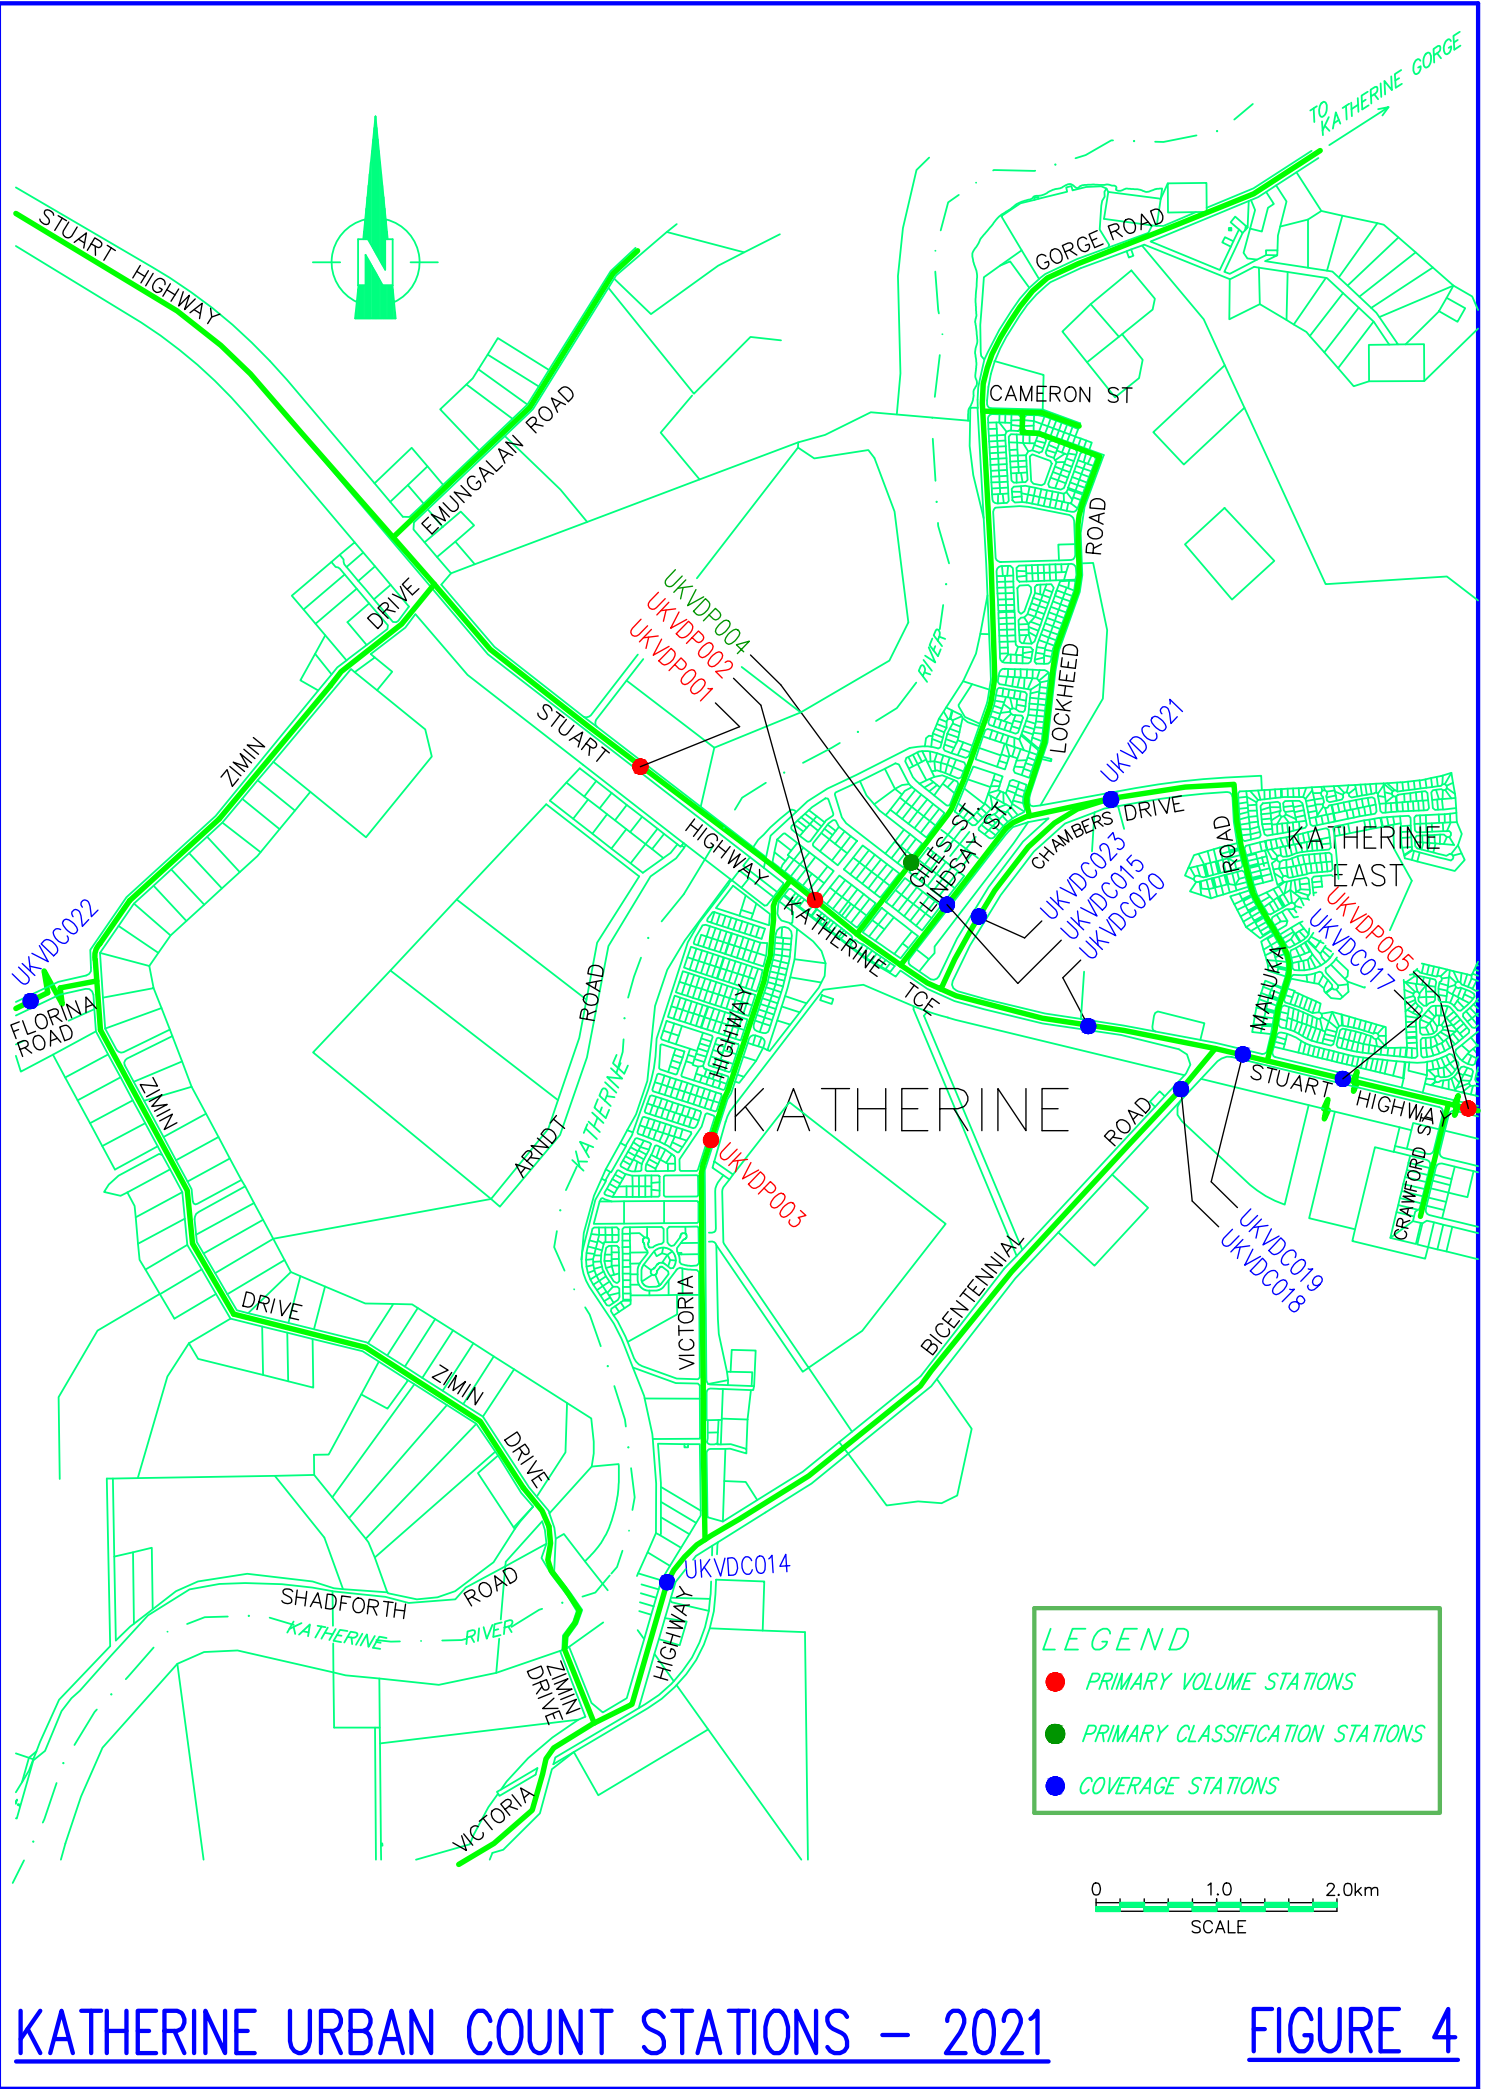 TO
KATHERINE GORGE
STUART HIGHWAY
N
GORGE ROAD
CAMERON ST
EMUNGALAN ROAD
ROAD
DRIVE
UKVDP004
UKVDP002
UKVDP001
RIVER
LOCKHEED
STUART
ZIMIN
UKVDC021
HIGHWAY
GILES ST.
LINDSAY ST.
CHAMBERS DRIVE
ROAD
KATHERINE
EAST
UKVDC023
UKVDC015
UKVDC020
UKVDP005
UKVDC017
UKVDC022
KATHERINE
TCE
ROAD
MALUKA
FLORINA
ROAD
HIGHWAY
KATHERINE
ZIMIN
KATHERINE
STUART
HIGHWAY
ROAD
CRAWFORD ST
ARNDT
UKVDP003
UKVDC019
UKVDC018
BICENTENNIAL
VICTORIA
DRIVE
ZIMIN
DRIVE
UKVDC014
SHADFORTH
ROAD
KATHERINE
RIVER
HIGHWAY
ZIMIN
DRIVE
VICTORIA
LEGEND
PRIMARY VOLUME STATIONS
PRIMARY CLASSIFICATION STATIONS
COVERAGE STATIONS
0 1.0 2.0km
SCALE
KATHERINE URBAN COUNT STATIONS - 2021
FIGURE 4